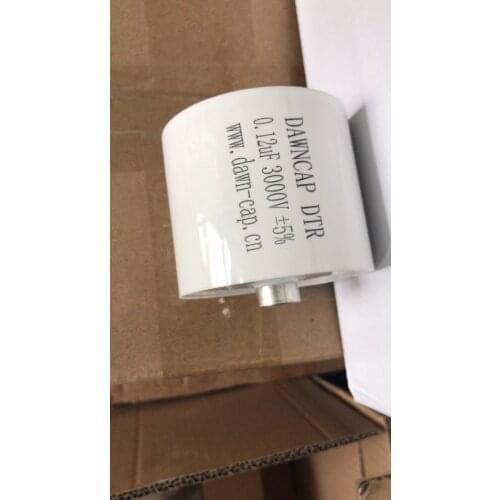 DAWNCAP DTR
0.12uF 3000V ±5%
www.dawn-cap.cn